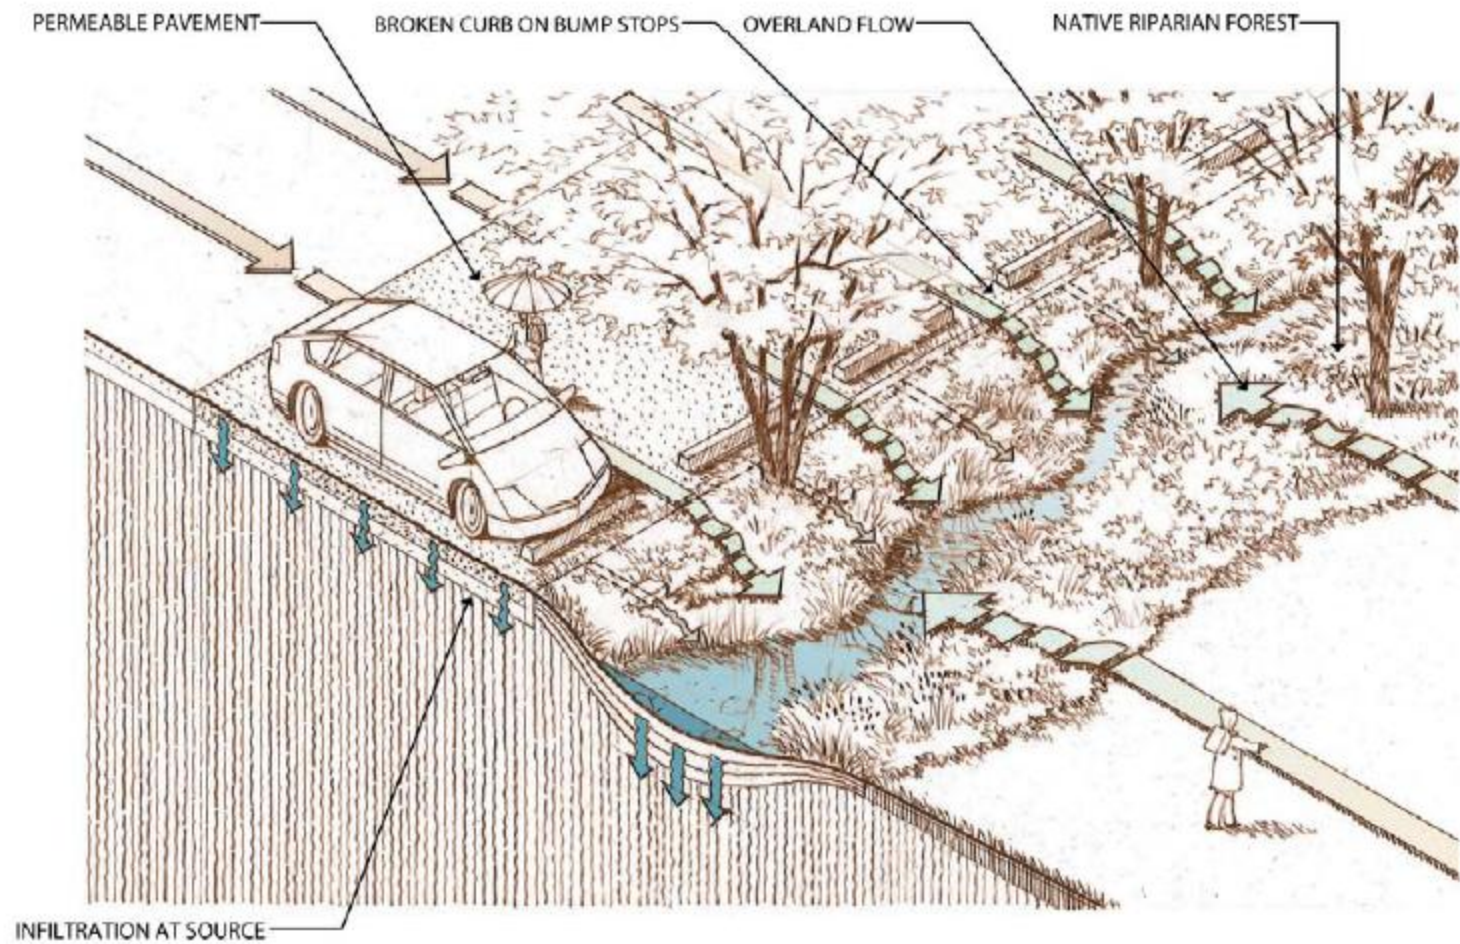 PERMEABLE PAVEMENT
BROKEN CURB ON BUMP STOPS
OVERLAND FLOW
NATIVE RIPARIAN FOREST
INFILTRATION AT SOURCE